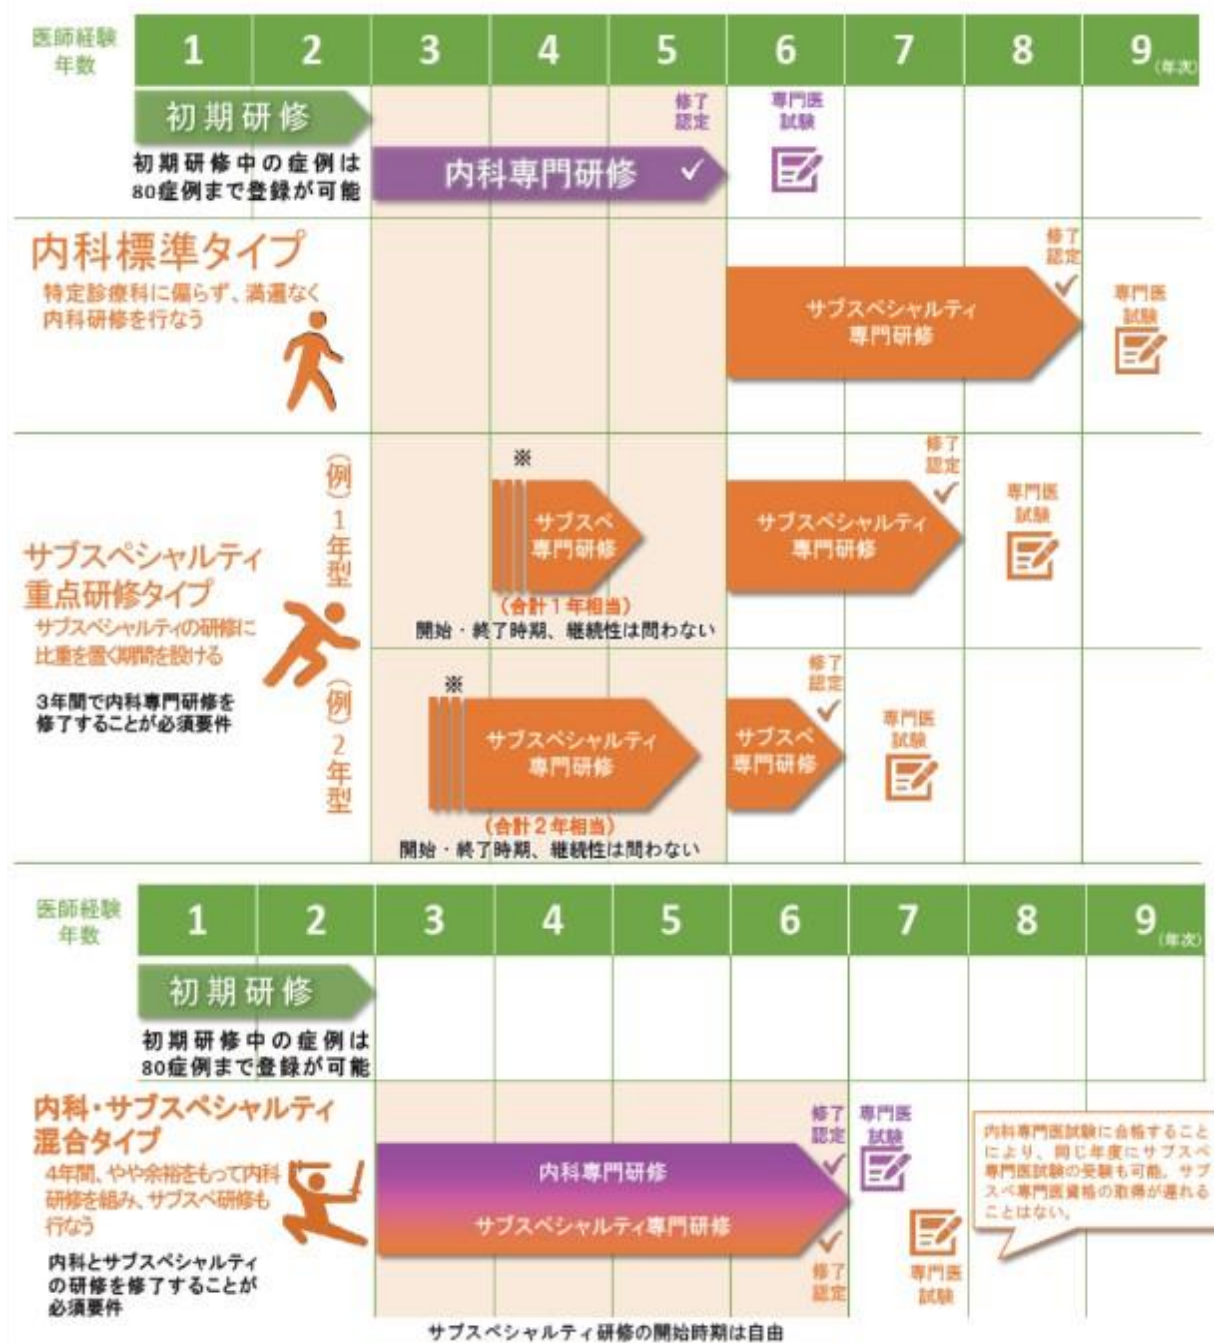 医師経験
年数
1 2 3 4 5 6 7 8 9(年次)
初期研修
初期研修中の症例は
80症例まで登録が可能
修了
認定
専門医
試験
内科専門研修
内科標準タイプ
特定診療科に偏らず、満遍なく
内科研修を行なう
サブスペシャルティ
専門研修
修了
認定
専門医
試験
サブスペシャルティ
重点研修タイプ
サブスペシャルティの研修に
比重を置く期間を設ける
3年間で内科専門研修を
修了することが必須要件
(例)1年型
※
サブスペ
専門研修
(合計1年相当)
開始・終了時期、継続性は問わない
サブスペシャルティ
専門研修
修了
認定
専門医
試験
(例)2年型
※
サブスペシャルティ
専門研修
(合計2年相当)
開始・終了時期、継続性は問わない
サブスペ
専門研修
修了
認定
専門医
試験
医師経験
年数
1 2 3 4 5 6 7 8 9(年次)
初期研修
初期研修中の症例は
80症例まで登録が可能
内科・サブスペシャルティ
混合タイプ
4年間、やや余裕をもって内科
研修を組み、サブスペ研修も
行なう
内科とサブスペシャルティ
の研修を修了することが
必須要件
内科専門研修
サブスペシャルティ専門研修
修了
認定
専門医
試験
修了
認定
専門医
試験
内科専門医試験に合格すること
により、同じ年度にサブスペ
専門医試験の受験も可能。サブ
スペ専門医資格の取得が遅れる
ことはない。
サブスペシャルティ研修の開始時期は自由